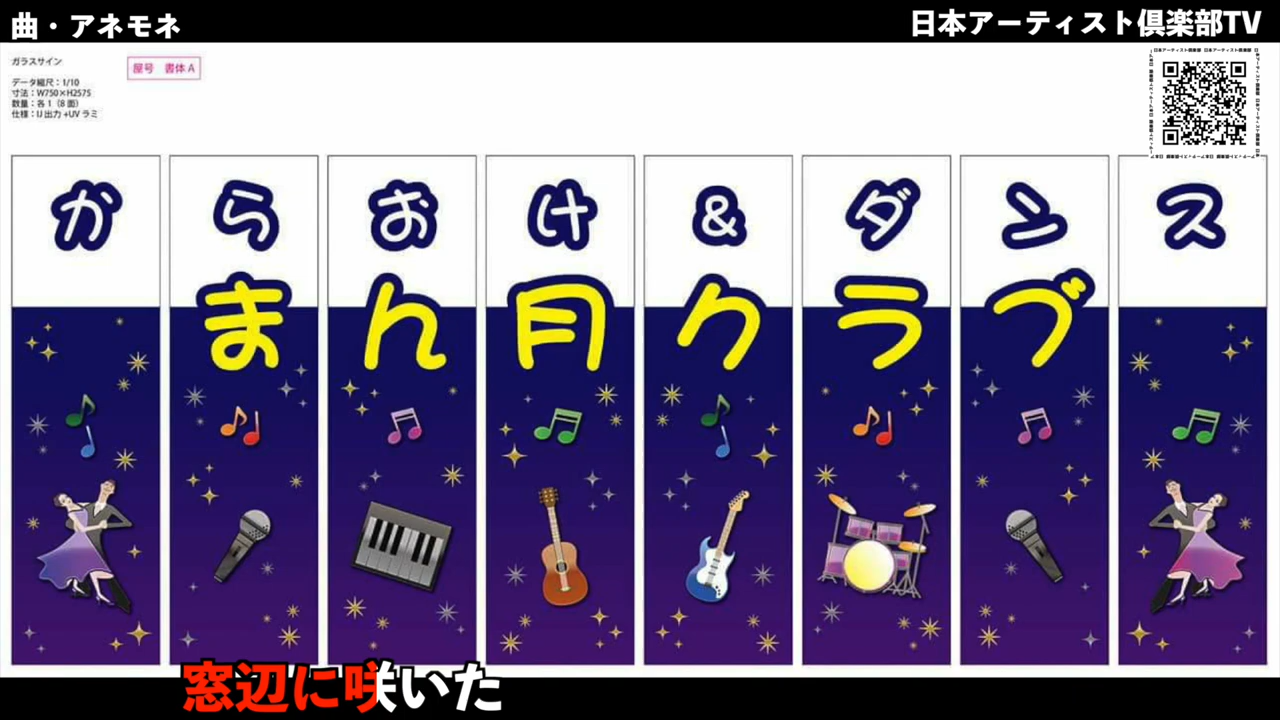 曲・アネモネ
日本アーティスト倶楽部TV
ガラスサイン
屋号 書体A
データ縮尺:1/10
寸法:W750×H2575
数量:各1(8面)
仕様:IJ出力+UVラミ
からおけ&ダンス
まん月クラブ
窓辺に咲いた